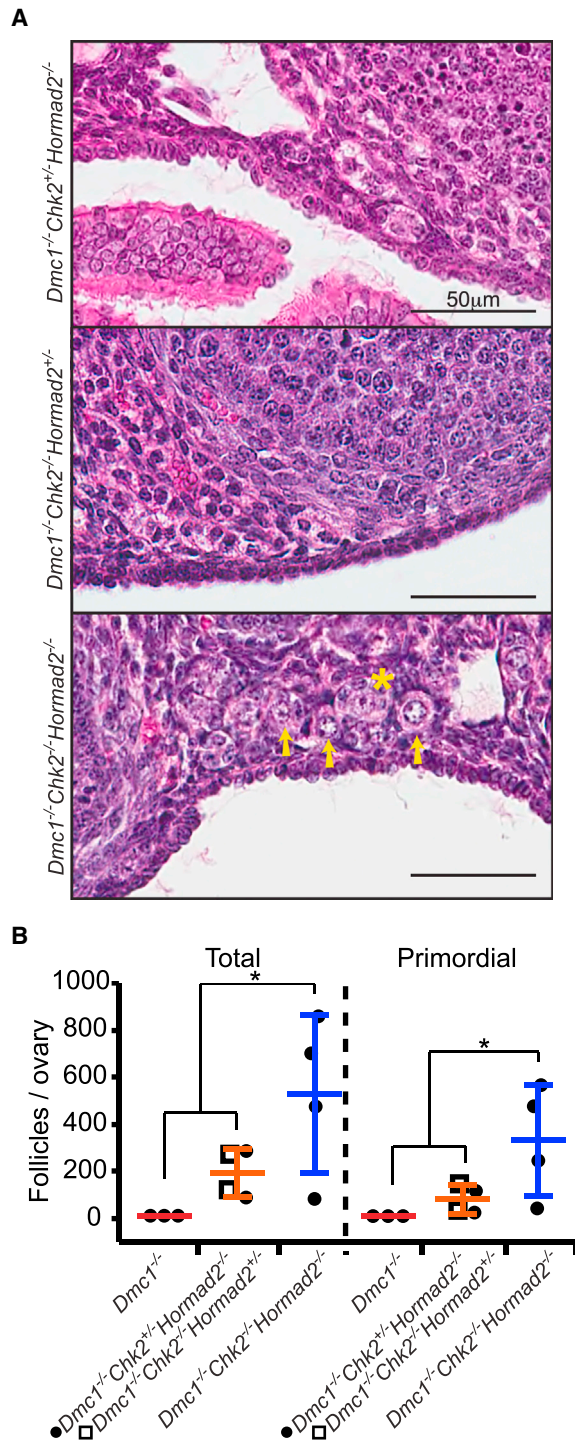 A
Dmc1-/-Chk2+/-Hormad2-/-
50µm
Dmc1-/-Chk2-/-Hormad2+/-
Dmc1-/-Chk2-/-Hormad2-/-
*
B
Total
Primordial
Follicles / ovary
1000
800
600
400
200
0
*
*
Dmc1-/-
Dmc1-/-Chk2+/-Hormad2-/-
Dmc1-/-Chk2-/-Hormad2+/-
Dmc1-/-Chk2-/-Hormad2-/-
Dmc1-/-
Dmc1-/-Chk2+/-Hormad2-/-
Dmc1-/-Chk2-/-Hormad2+/-
Dmc1-/-Chk2-/-Hormad2-/-